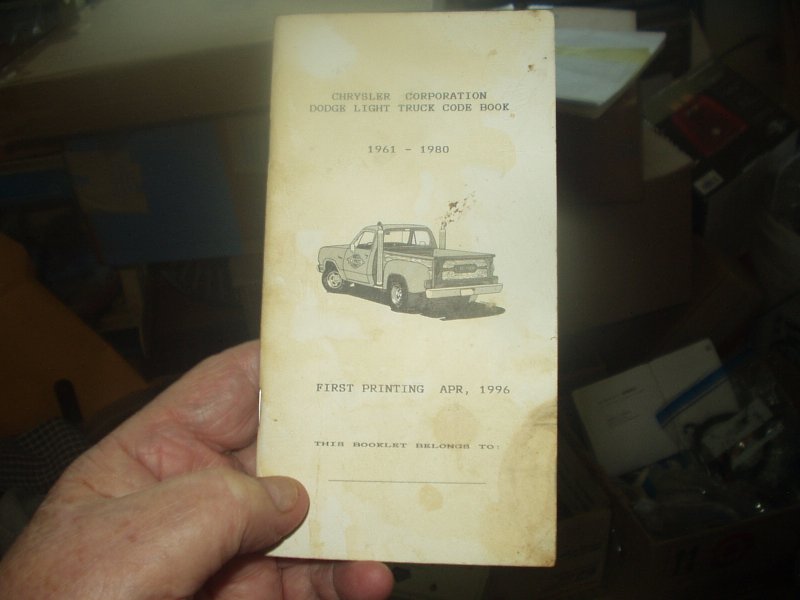 CHRYSLER CORPORATION
DODGE LIGHT TRUCK CODE BOOK
1961 - 1980
FIRST PRINTING APR, 1996
THIS BOOKLET BELONGS TO: